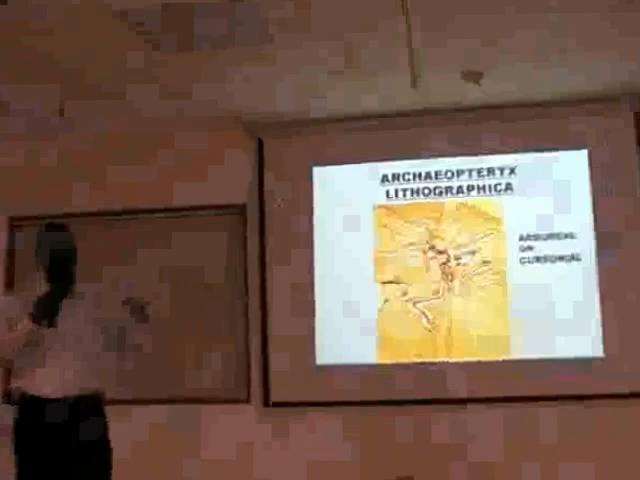 ARCHAEOPTERYX
LITHOGRAPHICA
ARBOREAL
OR
CURSORIAL